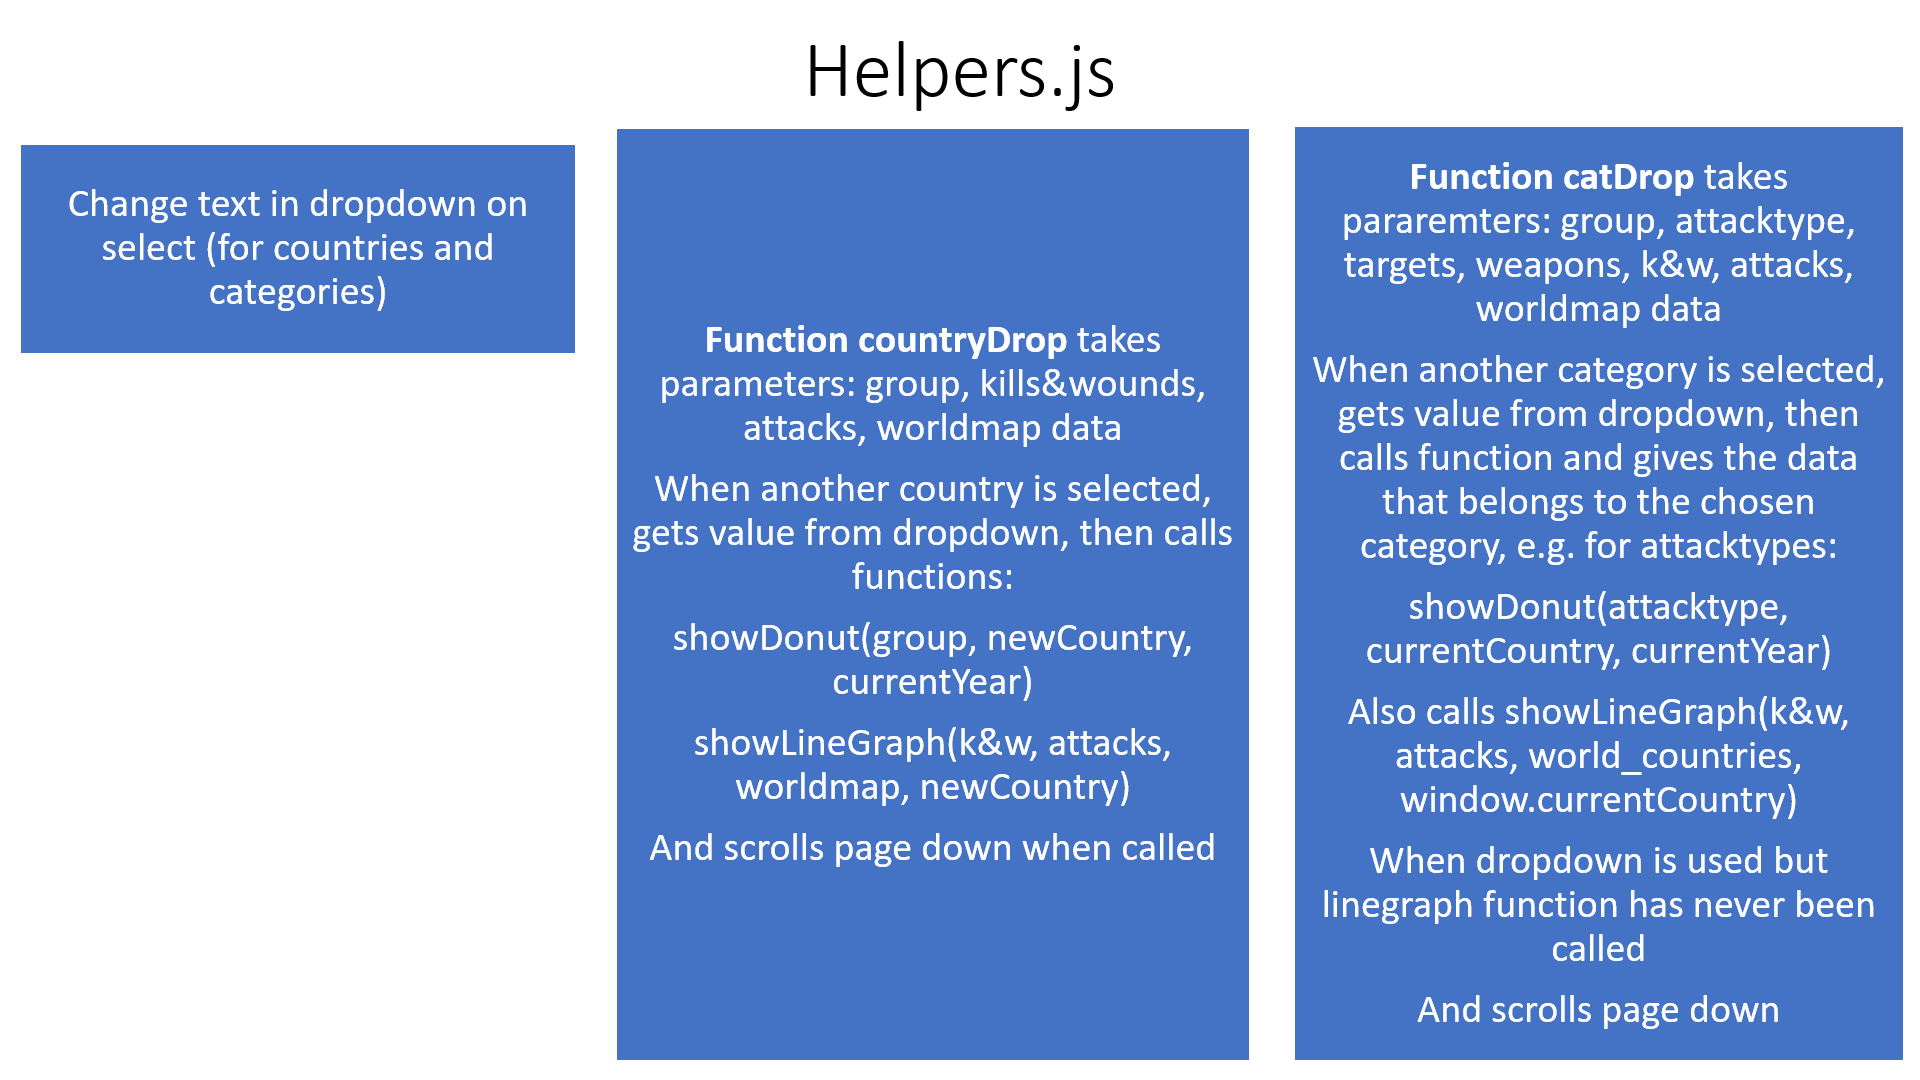 Helpers.js
Change text in dropdown on
select (for countries and
categories)
Function countryDrop takes
parameters: group, kills&wounds,
attacks, worldmap data
When another country is selected,
gets value from dropdown, then calls
functions:
showDonut(group, newCountry,
currentYear)
showLineGraph(k&w, attacks,
worldmap, newCountry)
And scrolls page down when called
Function catDrop takes
pararemters: group, attacktype,
targets, weapons, k&w, attacks,
worldmap data
When another category is selected,
gets value from dropdown, then
calls function and gives the data
that belongs to the chosen
category, e.g. for attacktypes:
showDonut(attacktype,
currentCountry, currentYear)
Also calls showLineGraph(k&w,
attacks, world_countries,
window.currentCountry)
When dropdown is used but
linegraph function has never been
called
And scrolls page down